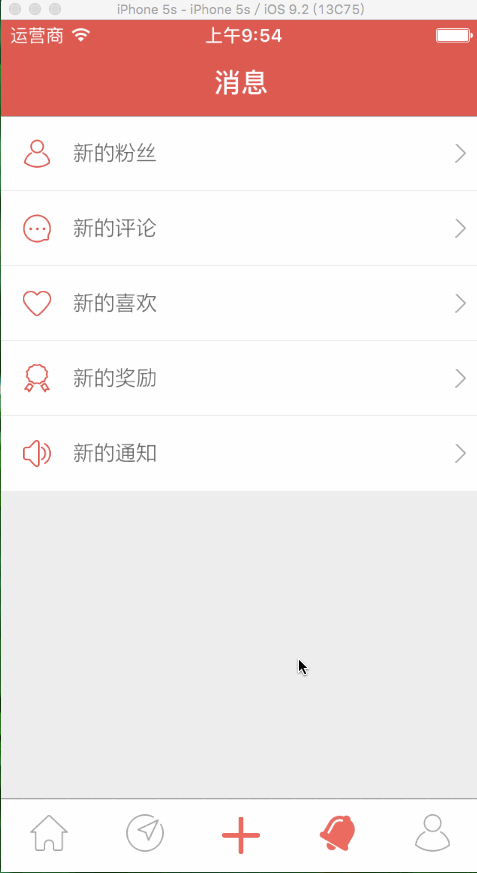 iPhone 5s - iPhone 5s / iOS 9.2 (13C75)
运营商 上午9:54
消息
新的粉丝
新的评论
新的喜欢
新的奖励
新的通知